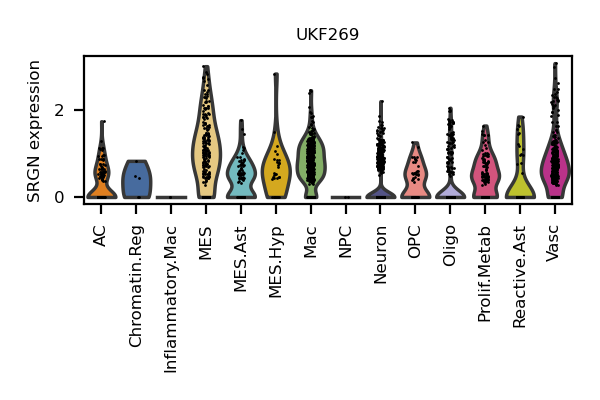 UKF269
SRGN expression
2
0
AC
Chromatin.Reg
Inflammatory.Mac
MES
MES.Ast
MES.Hyp
Mac
NPC
Neuron
OPC
Oligo
Prolif.Metab
Reactive.Ast
Vasc